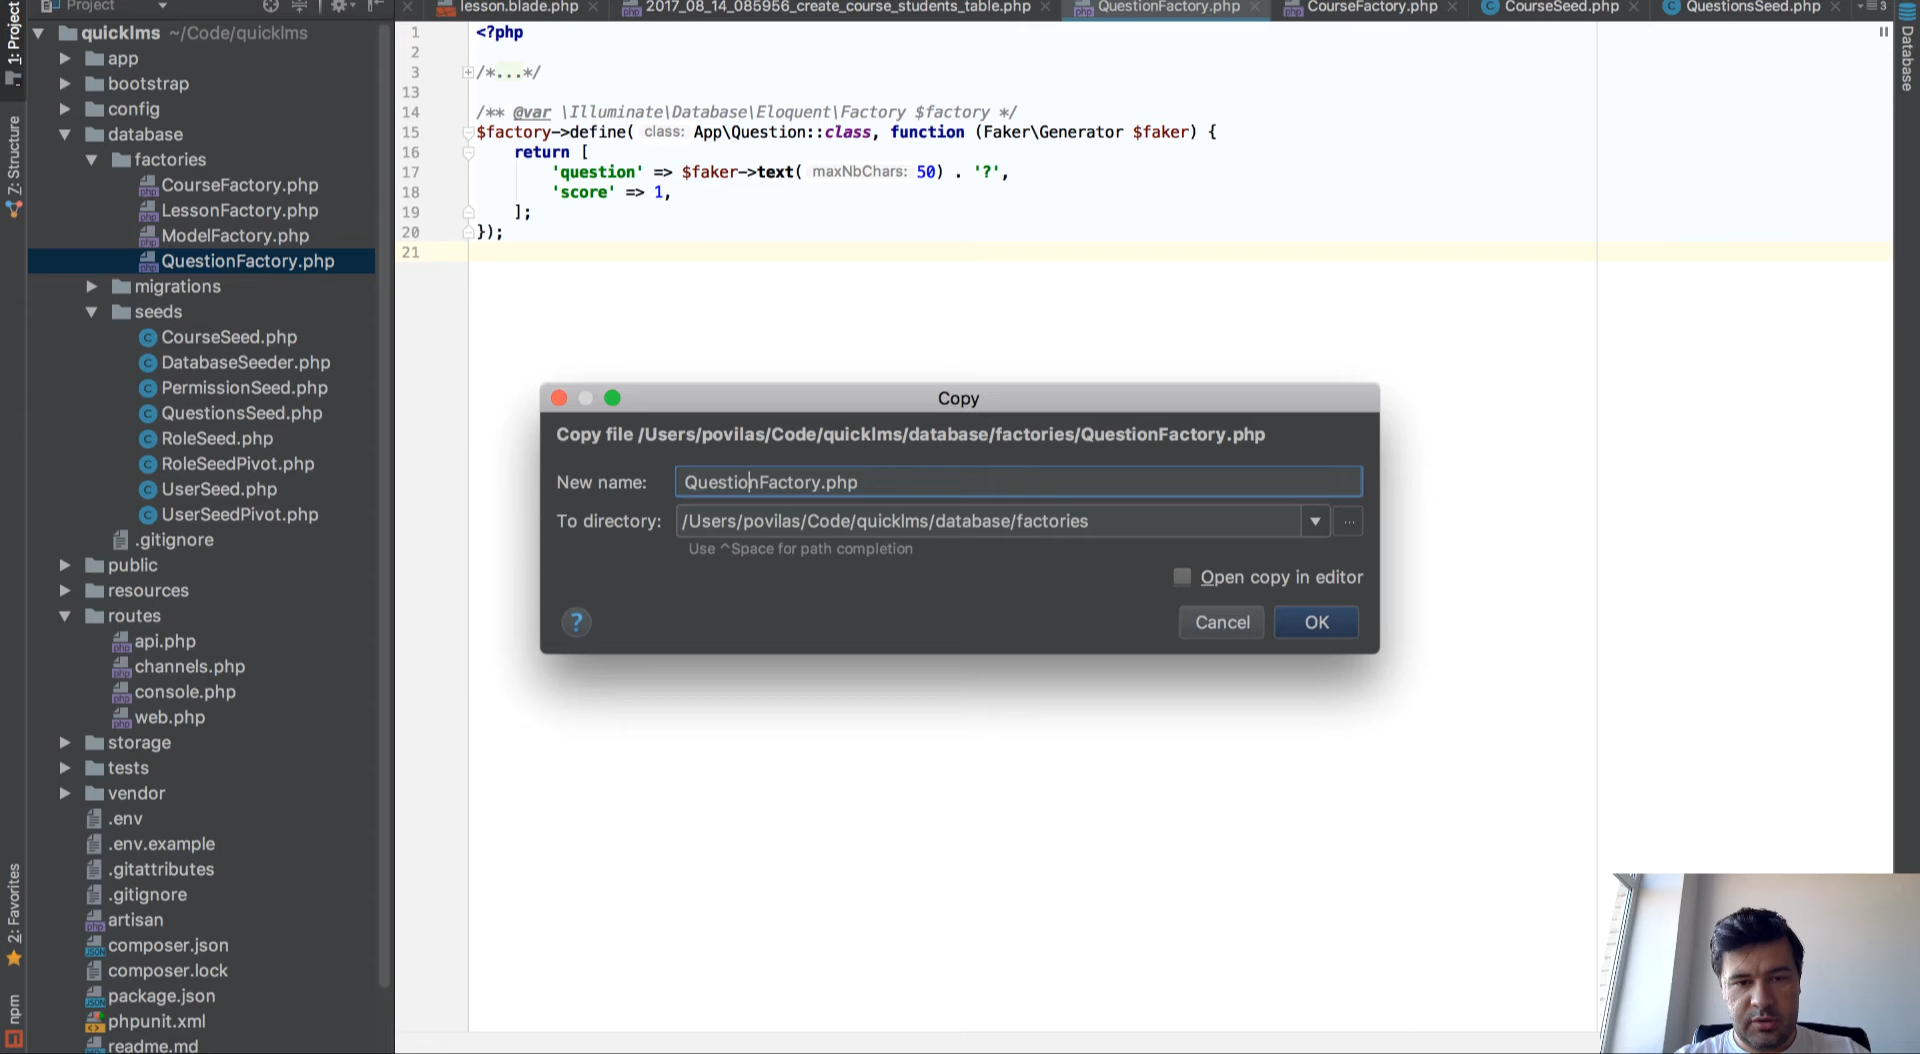 Project
lesson.blade.php
2017_08_14_085956_create_course_students_table.php
QuestionFactory.php
CourseFactory.php
CourseSeed.php
QuestionsSeed.php
3
1: Project
7: Structure
2: Favorites
npm
Database
quicklms ~/Code/quicklms
app
bootstrap
config
database
factories
CourseFactory.php
LessonFactory.php
ModelFactory.php
QuestionFactory.php
migrations
seeds
CourseSeed.php
DatabaseSeeder.php
PermissionSeed.php
QuestionsSeed.php
RoleSeed.php
RoleSeedPivot.php
UserSeed.php
UserSeedPivot.php
.gitignore
public
resources
routes
api.php
channels.php
console.php
web.php
storage
tests
vendor
.env
.env.example
.gitattributes
.gitignore
artisan
composer.json
composer.lock
package.json
phpunit.xml
readme.md
1 <?php
2
3 /*...*/
13
14 /** @var \Illuminate\Database\Eloquent\Factory $factory */
15 $factory->define( class: App\Question::class, function (Faker\Generator $faker) {
16 return [
17 'question' => $faker->text( maxNbChars: 50) . '?',
18 'score' => 1,
19 ];
20 });
21
Copy
Copy file /Users/povilas/Code/quicklms/database/factories/QuestionFactory.php
New name: QuestionFactory.php
To directory: /Users/povilas/Code/quicklms/database/factories
Use ^Space for path completion
Open copy in editor
?
Cancel
OK